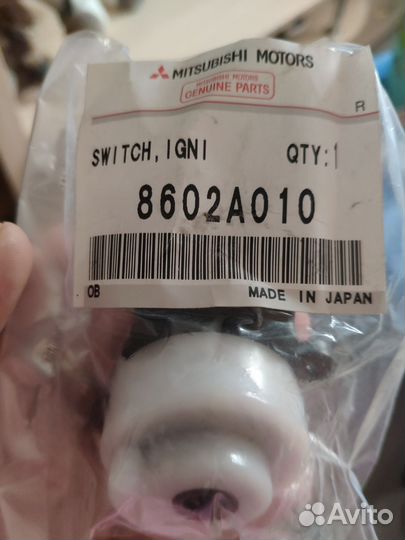 MITSUBISHI MOTORS
MITSUBISHI MOTORS
GENUINE PARTS
R
SWITCH, IGNI QTY:1
8602A010
OB MADE IN JAPAN
Avito